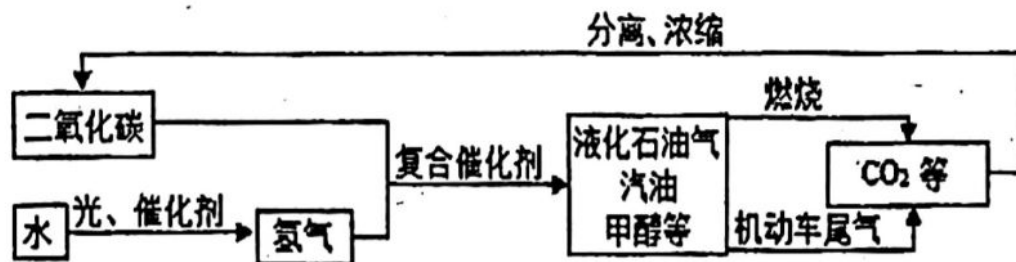 分离、浓缩
二氧化碳
燃烧
复合催化剂
液化石油气
汽油
甲醇等
CO₂ 等
水
光、催化剂
氢气
机动车尾气